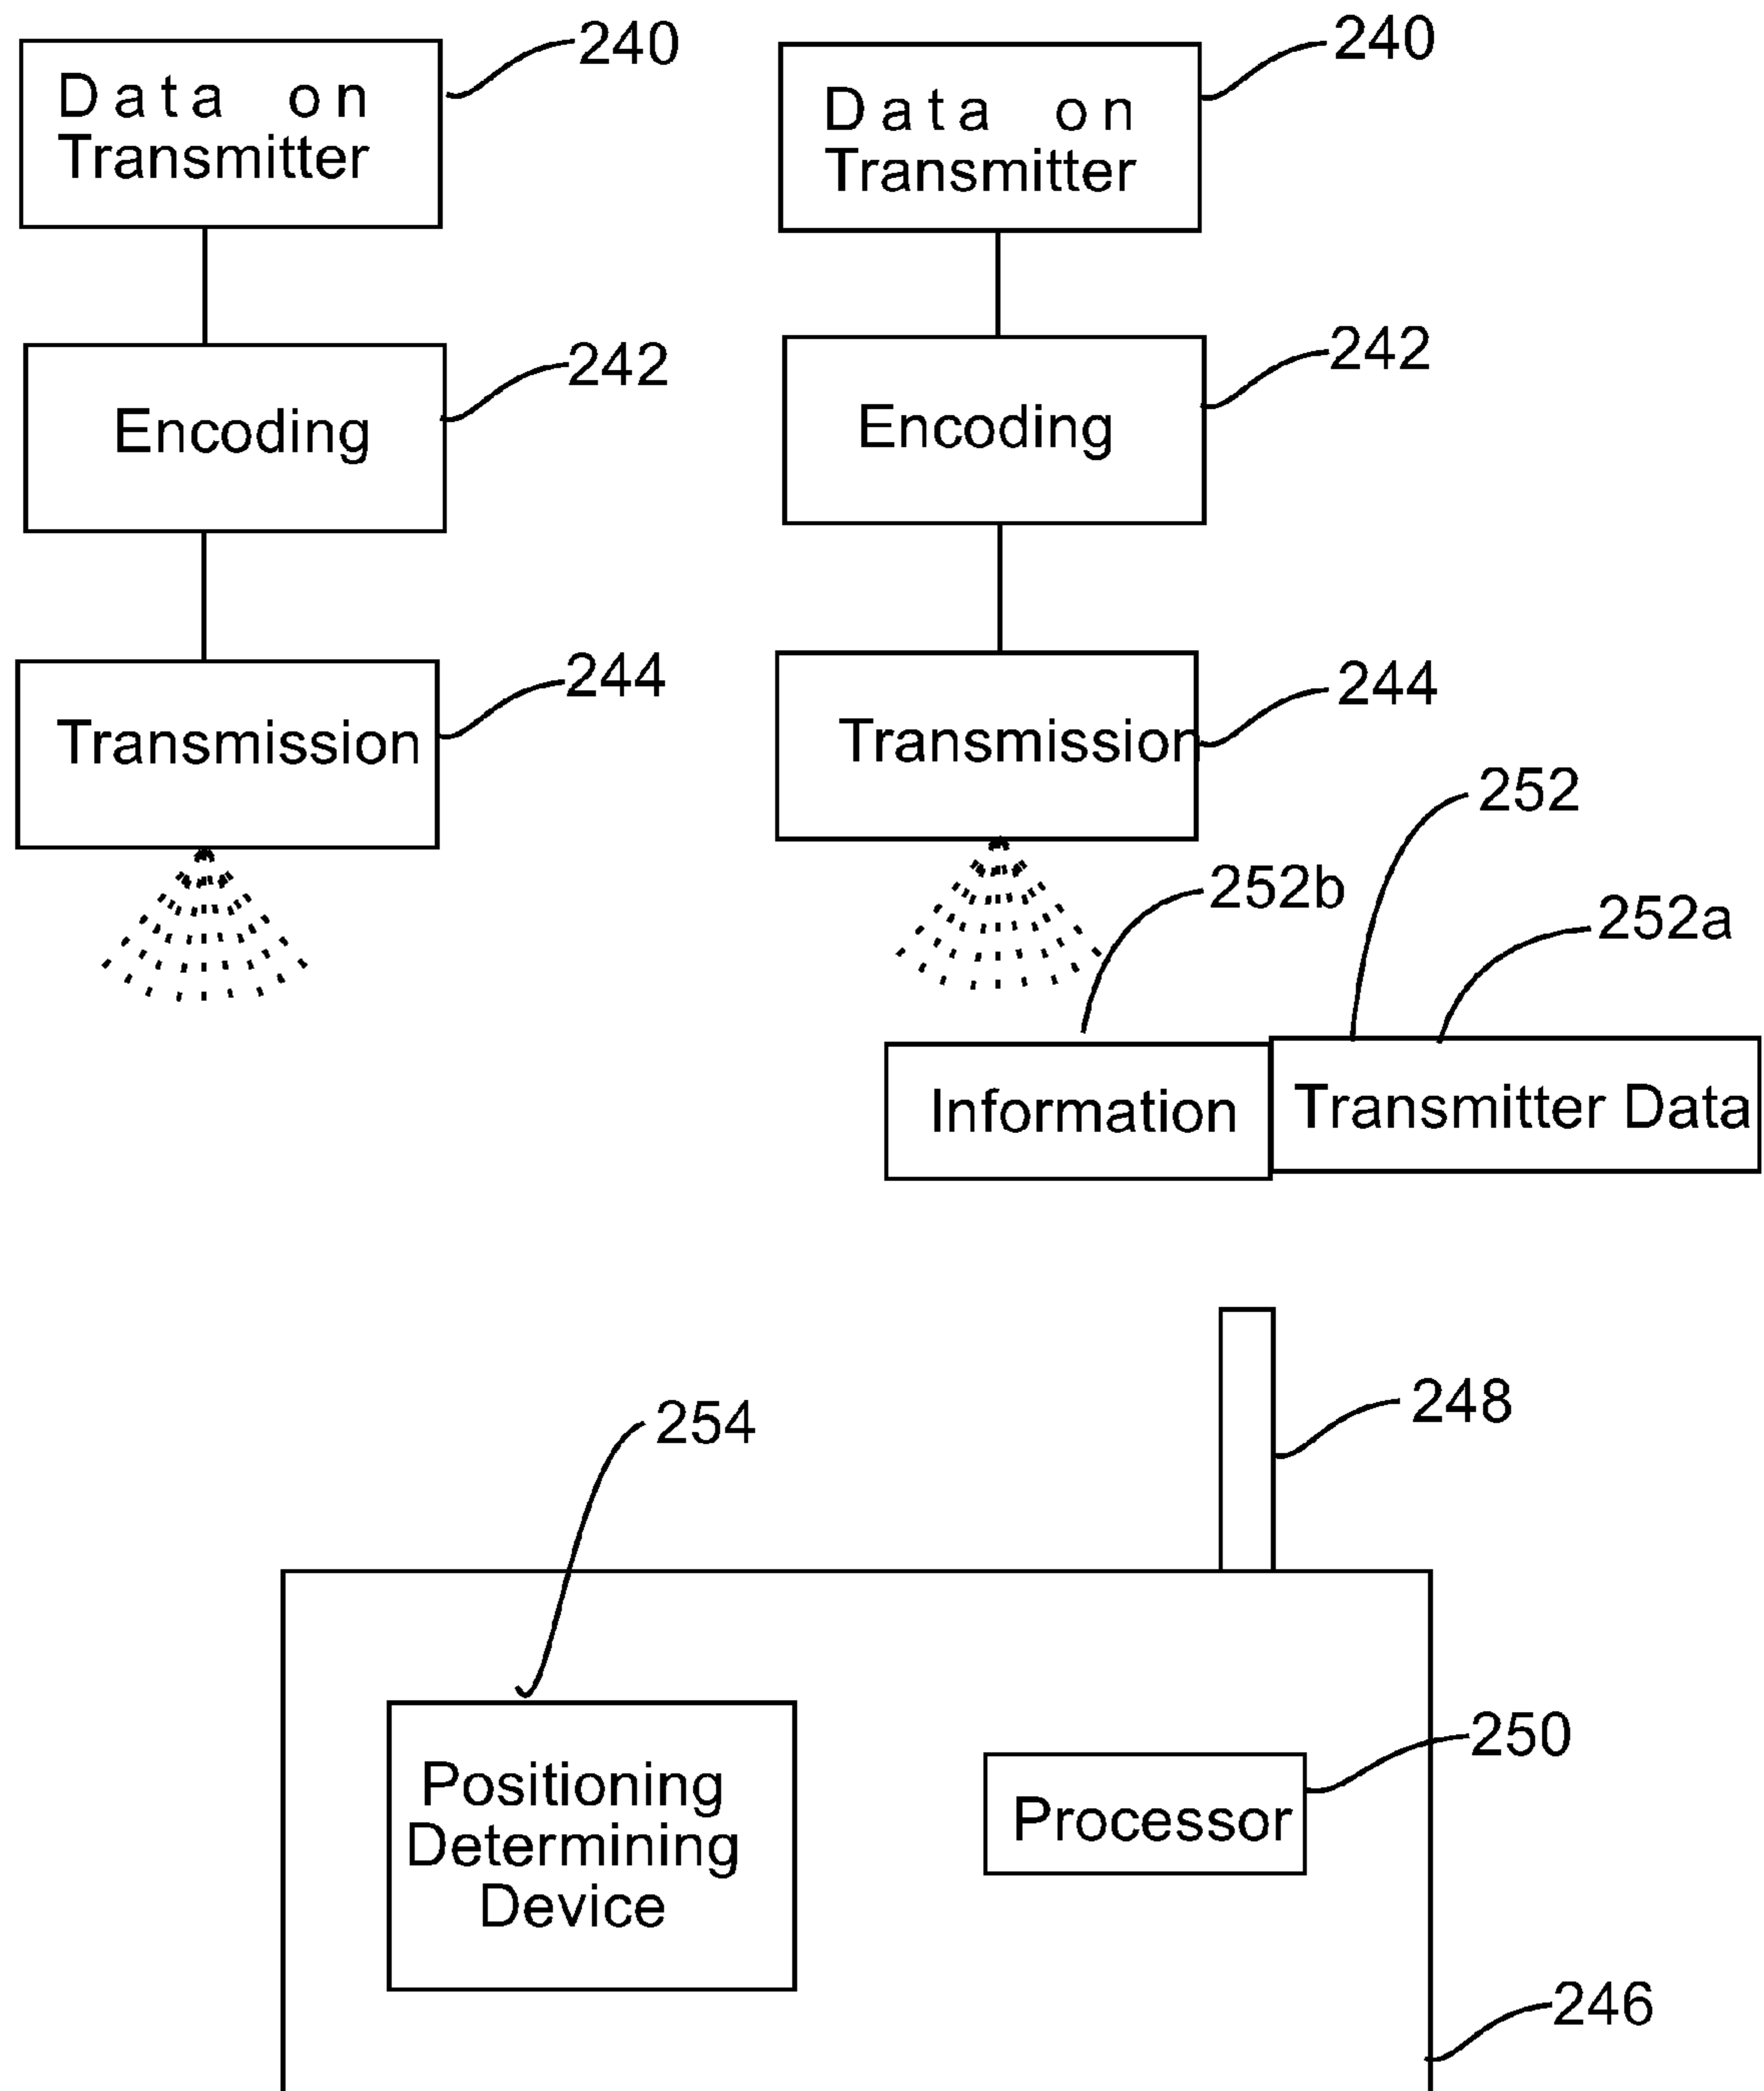 240
240
Data on
Transmitter
Data on
Transmitter
242
242
Encoding
Encoding
244
244
Transmission
Transmission
252
252b
252a
Information
Transmitter Data
248
254
250
Positioning
Determining
Device
Processor
246